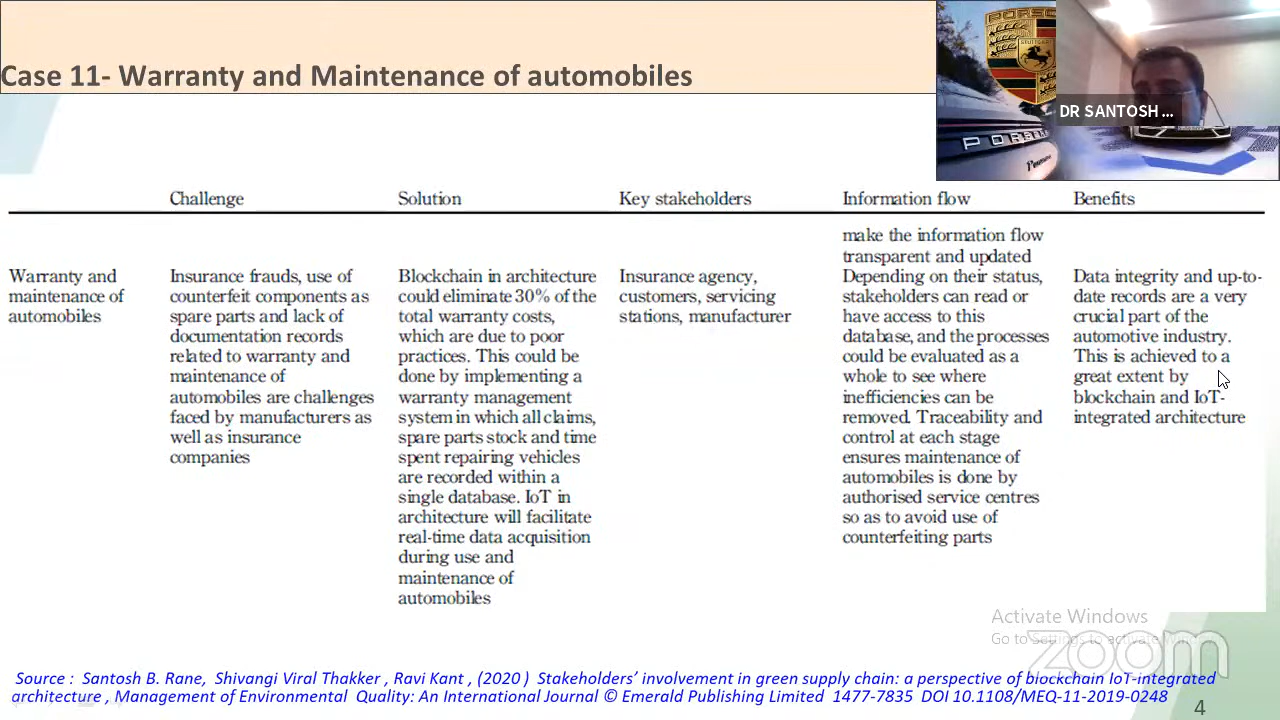 Case 11- Warranty and Maintenance of automobiles
PORSCHE
STUTTGART
DR SANTOSH ...
Challenge
Solution
Key stakeholders
Information flow
Benefits
make the information flow
transparent and updated
Warranty and
maintenance of
automobiles
Insurance frauds, use of
counterfeit components as
spare parts and lack of
documentation records
related to warranty and
maintenance of
automobiles are challenges
faced by manufacturers as
well as insurance
companies
Blockchain in architecture
could eliminate 30% of the
total warranty costs,
which are due to poor
practices. This could be
done by implementing a
warranty management
system in which all claims,
spare parts stock and time
spent repairing vehicles
are recorded within a
single database. IoT in
architecture will facilitate
real-time data acquisition
during use and
maintenance of
automobiles
Insurance agency,
customers, servicing
stations, manufacturer
Depending on their status,
stakeholders can read or
have access to this
database, and the processes
could be evaluated as a
whole to see where
inefficiencies can be
removed. Traceability and
control at each stage
ensures maintenance of
automobiles is done by
authorised service centres
so as to avoid use of
counterfeiting parts
Data integrity and up-to-
date records are a very
crucial part of the
automotive industry.
This is achieved to a
great extent by
blockchain and IoT-
integrated architecture
Activate Windows
Go to Settings to activate
zoom
Source : Santosh B. Rane, Shivangi Viral Thakker , Ravi Kant , (2020 ) Stakeholders' involvement in green supply chain: a perspective of blockchain IoT-integrated
architecture , Management of Environmental Quality: An International Journal © Emerald Publishing Limited 1477-7835 DOI 10.1108/MEQ-11-2019-0248
4